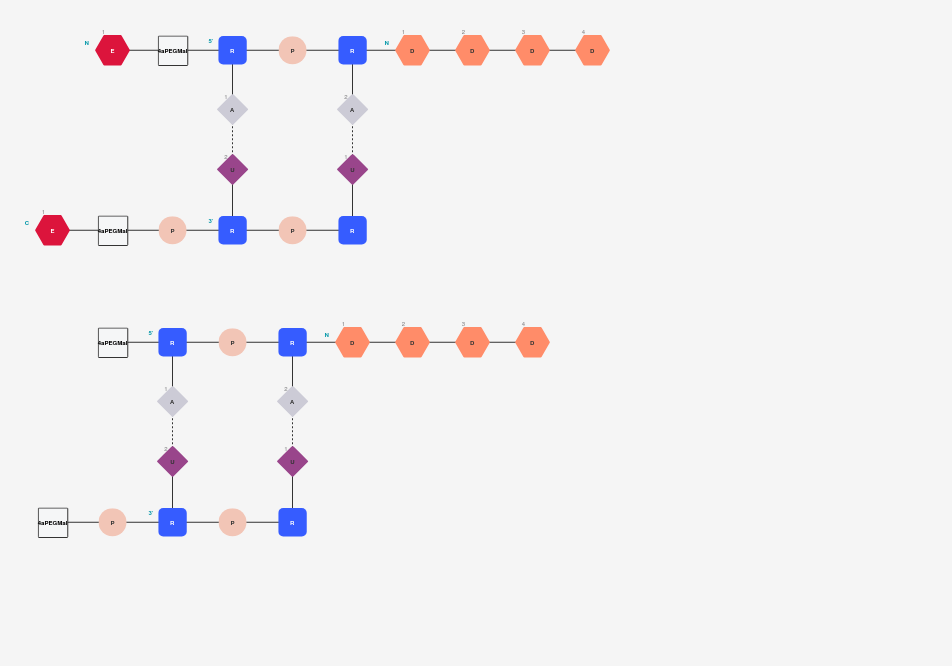 1 1 2 3 4
N E 4aPEGMal 5' R P R N D D D D
1 A 2 A
2 U 1 U
1
C E 4aPEGMal P 3' R P R
1 2 3 4
4aPEGMal 5' R P R N D D D D
1 A 2 A
2 U 1 U
4aPEGMal P 3' R P R